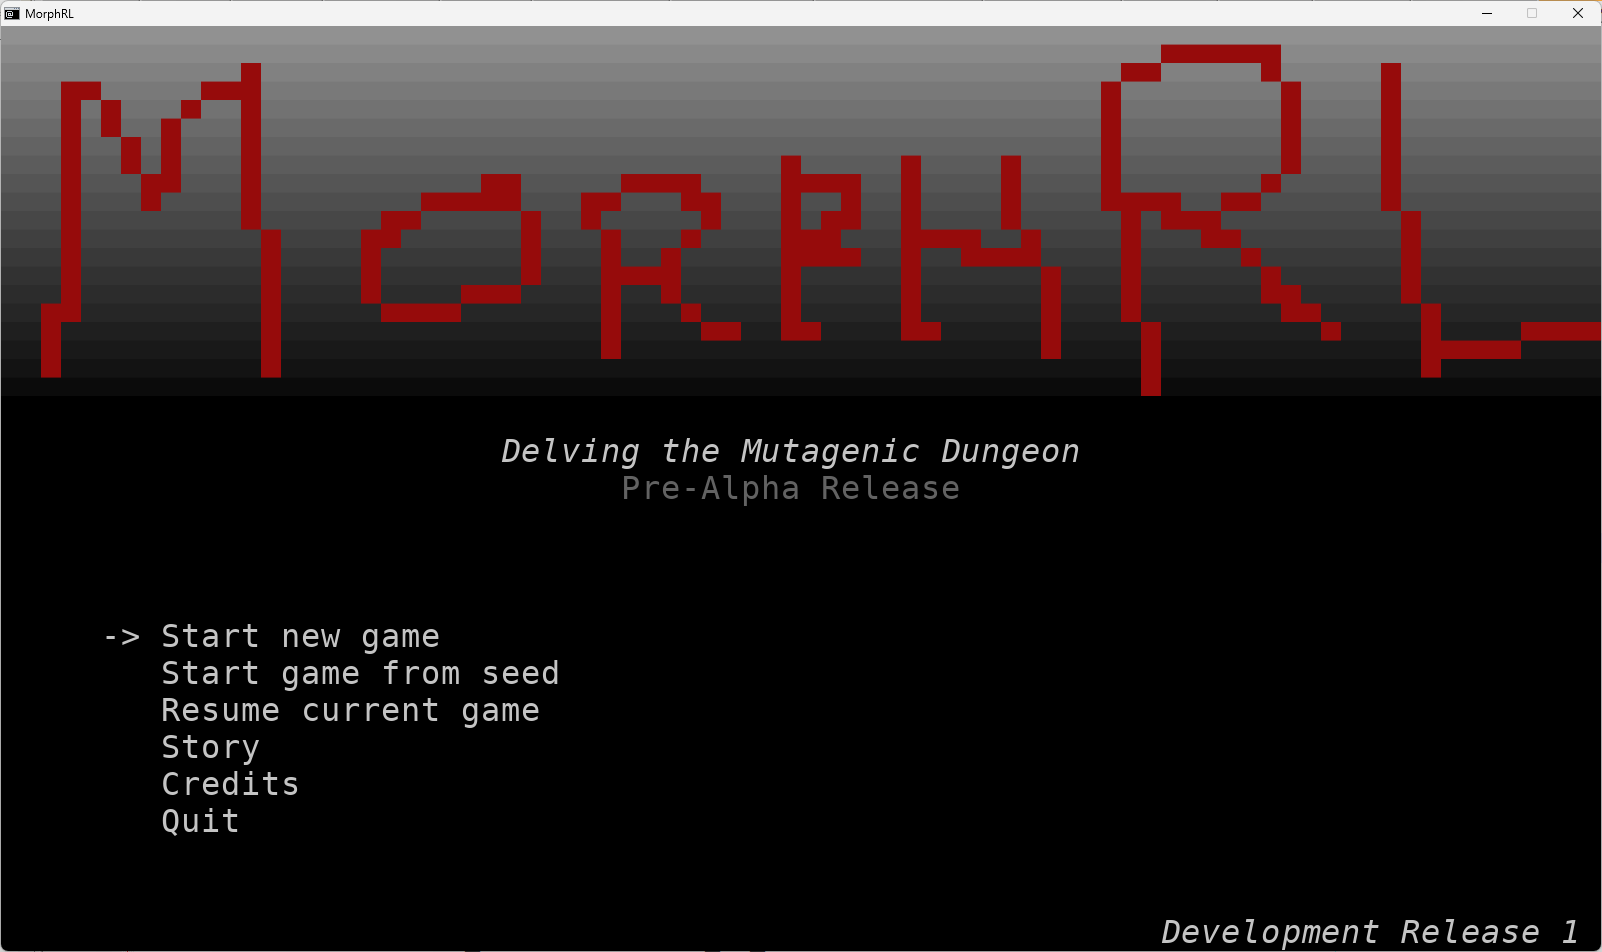 MorphRL
MorphRL
Delving the Mutagenic Dungeon
Pre-Alpha Release
-> Start new game
Start game from seed
Resume current game
Story
Credits
Quit
Development Release 1